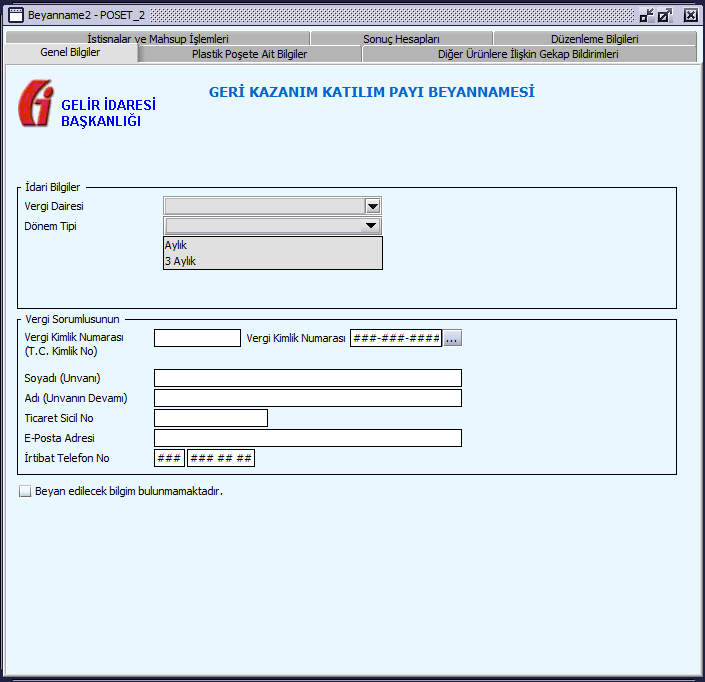 Beyanname2 - POSET_2
İstisnalar ve Mahsup İşlemleri
Sonuç Hesapları
Düzenleme Bilgileri
Genel Bilgiler
Plastik Poşete Ait Bilgiler
Diğer Ürünlere İlişkin Gekap Bildirimleri
GELİR İDARESİ
BAŞKANLIĞI
GERİ KAZANIM KATILIM PAYI BEYANNAMESİ
İdari Bilgiler
Vergi Dairesi
Dönem Tipi
Aylık
3 Aylık
Vergi Sorumlusunun
Vergi Kimlik Numarası
(T.C. Kimlik No)
Vergi Kimlik Numarası ###-###-#### ...
Soyadı (Unvanı)
Adı (Unvanın Devamı)
Ticaret Sicil No
E-Posta Adresi
İrtibat Telefon No ### ### ## ##
Beyan edilecek bilgim bulunmamaktadır.